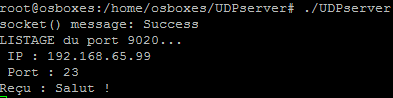 root@osboxes:/home/osboxes/UDPserver# ./UDPserver
socket() message: Success
LISTAGE du port 9020...
IP : 192.168.65.99
Port : 23
Reçu : Salut !